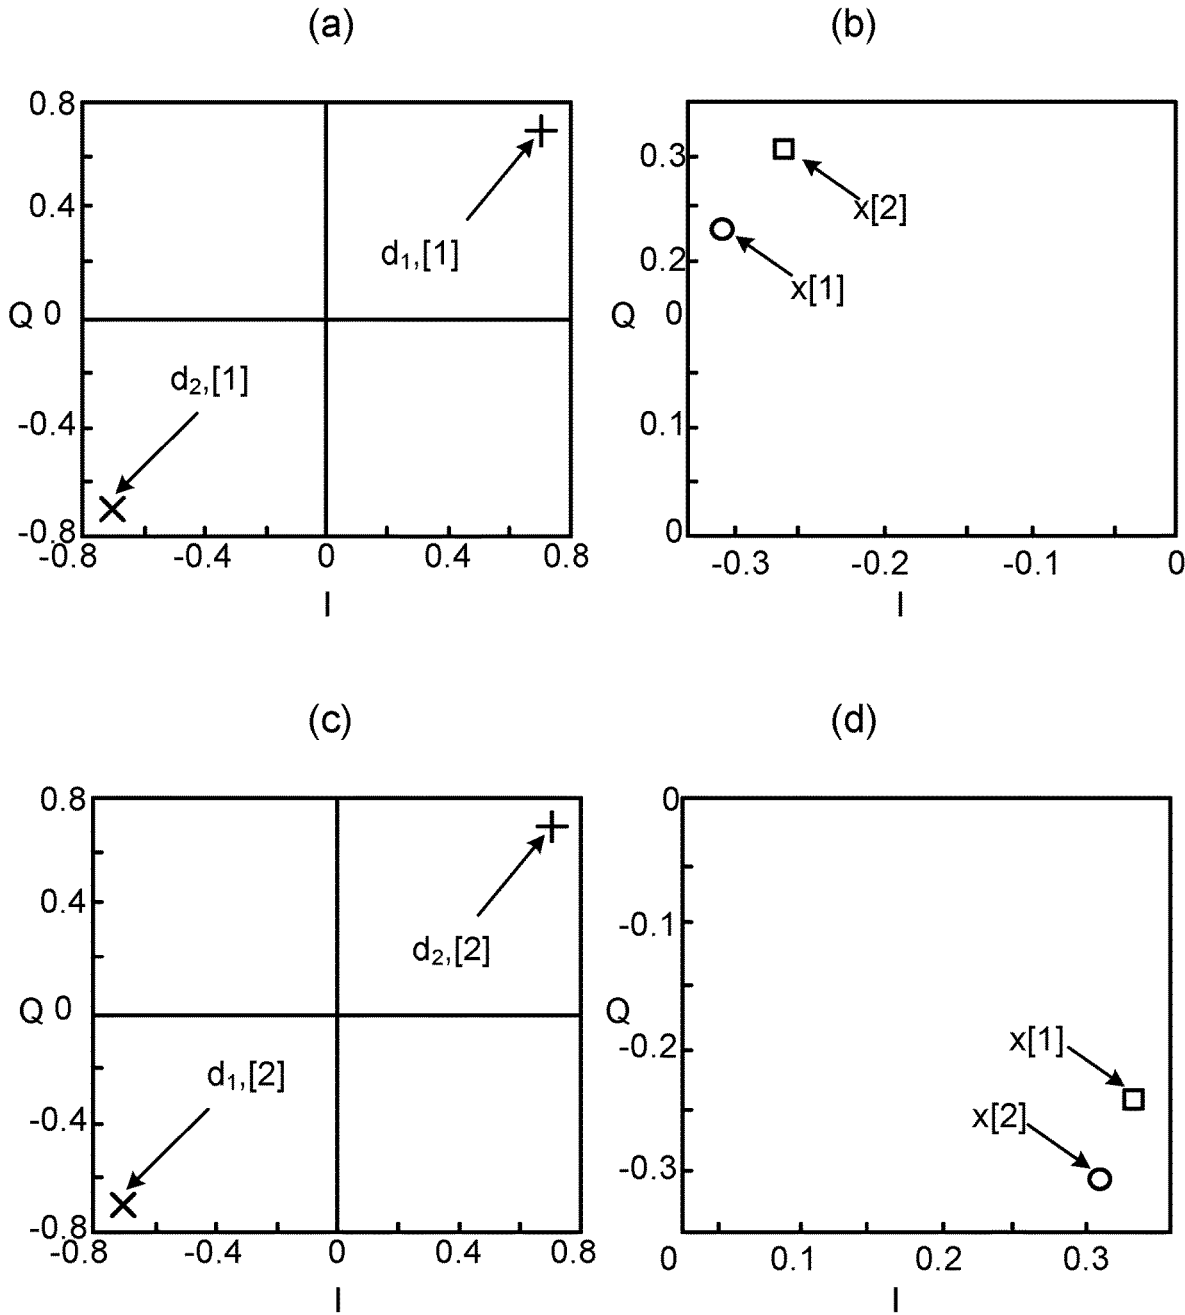 (a)
(b)
0.8
0.4
Q 0
-0.4
-0.8
d₁,[1]
d₂,[1]
-0.8 -0.4 0 0.4 0.8
I
0.3
0.2
Q 0
0.1
0
x[2]
x[1]
-0.3 -0.2 -0.1 0
I
(c)
(d)
0.8
0.4
Q 0
-0.4
-0.8
d₂,[2]
d₁,[2]
-0.8 -0.4 0 0.4 0.8
I
0
-0.1
Q
-0.2
-0.3
x[1]
x[2]
0 0.1 0.2 0.3
I